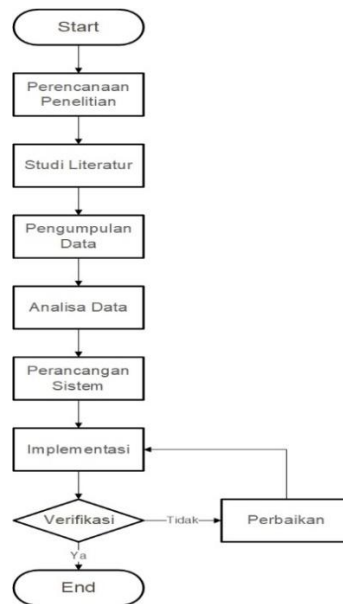 Start
Perencanaan
Penelitian
Studi Literatur
Pengumpulan
Data
Analisa Data
Perancangan
Sistem
Implementasi
Verifikasi
Tidak
Perbaikan
Ya
End